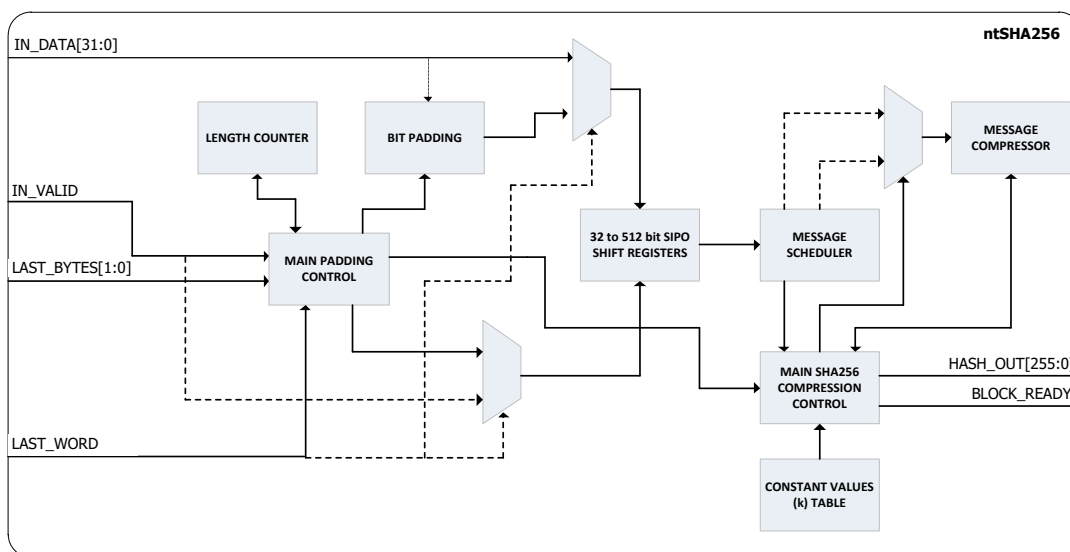 ntSHA256
IN_DATA[31:0]
LENGTH COUNTER
BIT PADDING
MESSAGE
COMPRESSOR
IN_VALID
32 to 512 bit SIPO
SHIFT REGISTERS
MESSAGE
SCHEDULER
MAIN PADDING
CONTROL
LAST_BYTES[1:0]
MAIN SHA256
COMPRESSION
CONTROL
HASH_OUT[255:0]
BLOCK_READY
LAST_WORD
CONSTANT VALUES
(k) TABLE